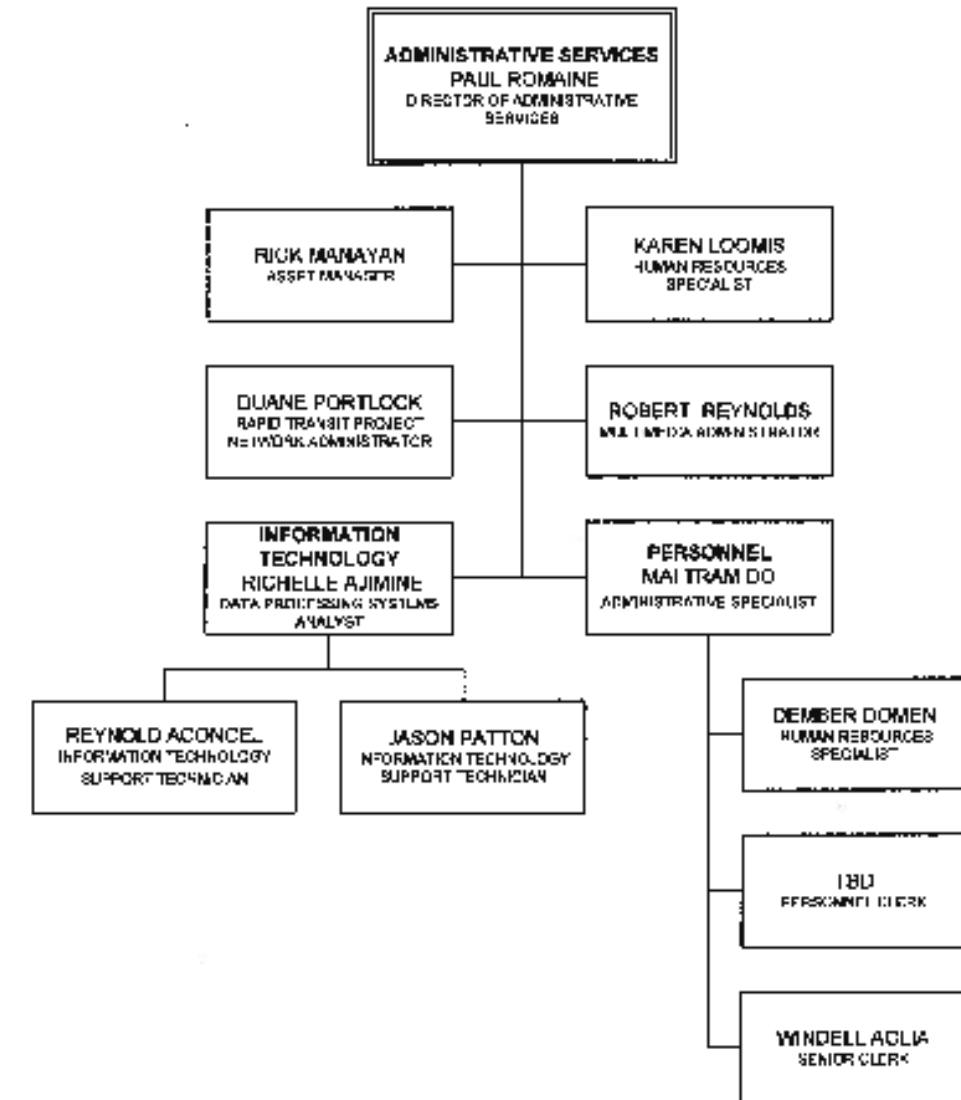 ADMINISTRATIVE SERVICES
PAUL ROMAINE
DIRECTOR OF ADMINISTRATIVE
SERVICES
RICK MANAYAN
ASSET MANAGER
KAREN LOOMIS
HUMAN RESOURCES
SPECIALIST
DUANE PORTLOCK
RAPID TRANSIT PROJECT
NETWORK ADMINISTRATOR
ROBERT REYNOLDS
MULTIMEDIA ADMINISTRATOR
INFORMATION
TECHNOLOGY
RICHELLE AJIMINE
DATA PROCESSING SYSTEMS
ANALYST
PERSONNEL
MAI TRAM DO
ADMINISTRATIVE SPECIALIST
REYNOLD ACONCEL
INFORMATION TECHNOLOGY
SUPPORT TECHNICIAN
JASON PATTON
INFORMATION TECHNOLOGY
SUPPORT TECHNICIAN
DEMBER DOMEN
HUMAN RESOURCES
SPECIALIST
TBD
PERSONNEL CLERK
WINDELL
SENIOR CLERK